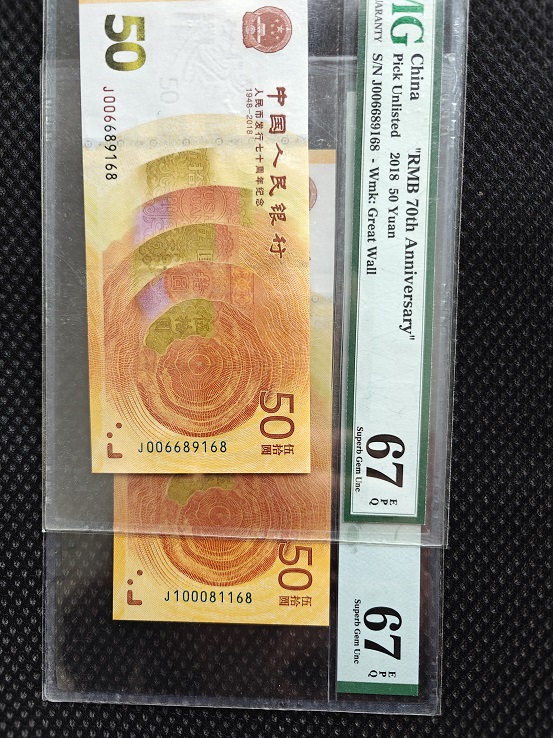 50
J006689168
中国人民银行
人民币发行七十周年纪念
1948-2018
50
伍拾圆
J006689168
50
伍拾圆
J100081168
MG
ARANTY
China
Pick Unlisted
S/N J006689168 - Wmk: Great Wall
2018 50 Yuan
"RMB 70th Anniversary"
67
EPQ
Superb Gem Unc
67
EPQ
Superb Gem Unc